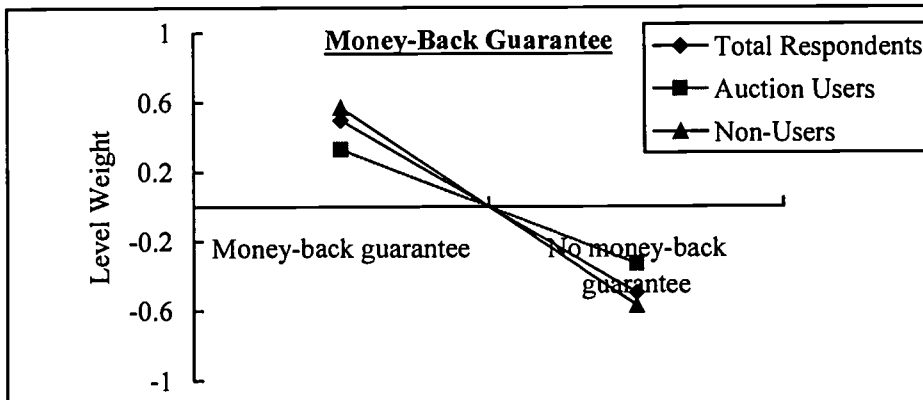 Money-Back Guarantee
Total Respondents
Auction Users
Non-Users
Level Weight
1
0.6
0.2
-0.2
-0.6
-1
Money-back guarantee
No money-back
guarantee